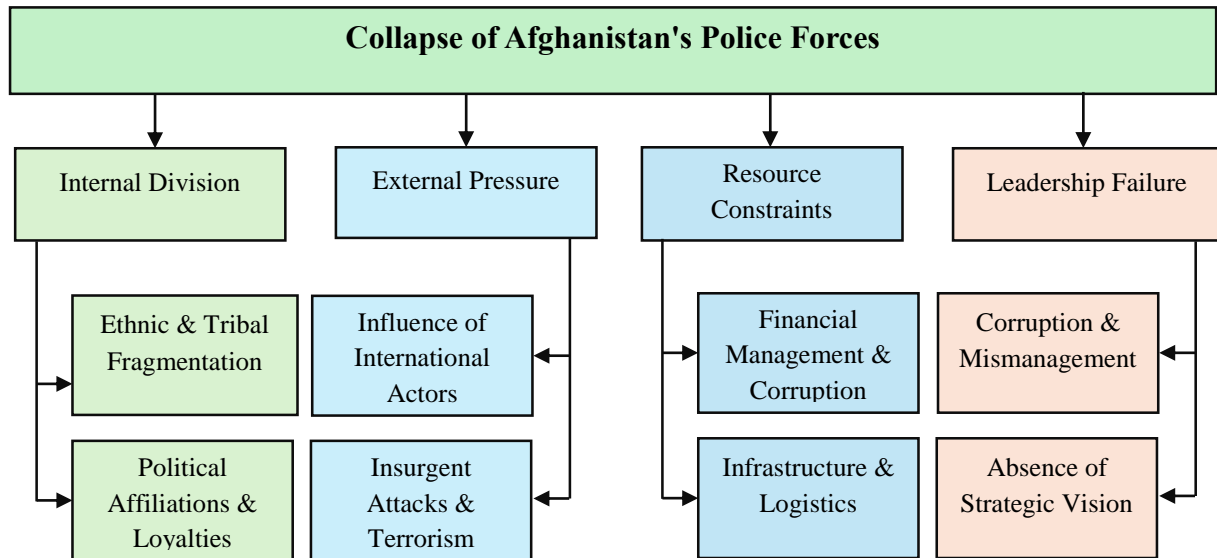 Collapse of Afghanistan's Police Forces
Internal Division
External Pressure
Resource
Constraints
Leadership Failure
Ethnic & Tribal
Fragmentation
Influence of
International
Actors
Financial
Management &
Corruption
Corruption &
Mismanagement
Political
Affiliations &
Loyalties
Insurgent
Attacks &
Terrorism
Infrastructure &
Logistics
Absence of
Strategic Vision